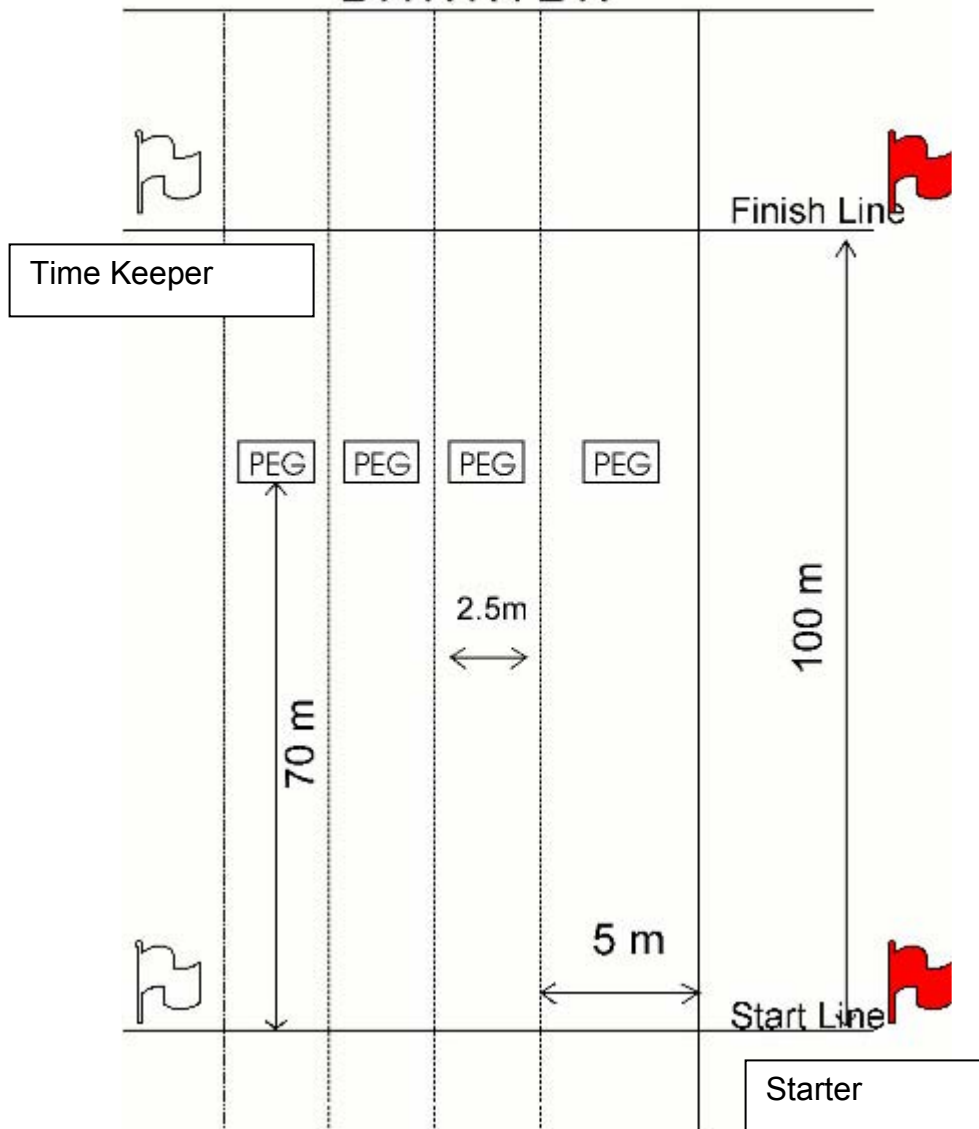 Finish Line
Time Keeper
PEG PEG PEG PEG
2.5m
100 m
70 m
5 m
Start Line
Starter